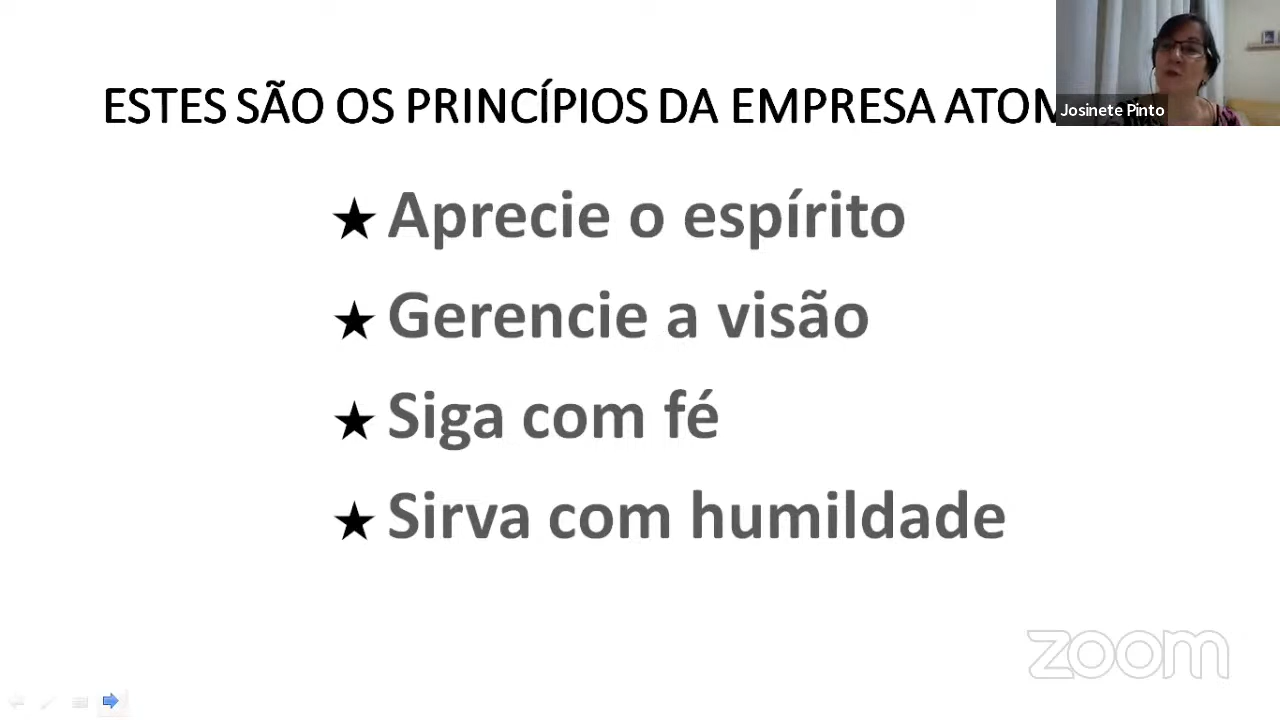 ESTES SÃO OS PRINCÍPIOS DA EMPRESA
Josinete Pinto
★ Aprecie o espírito
★ Gerencie a visão
★ Siga com fé
★ Sirva com humildade
zoom